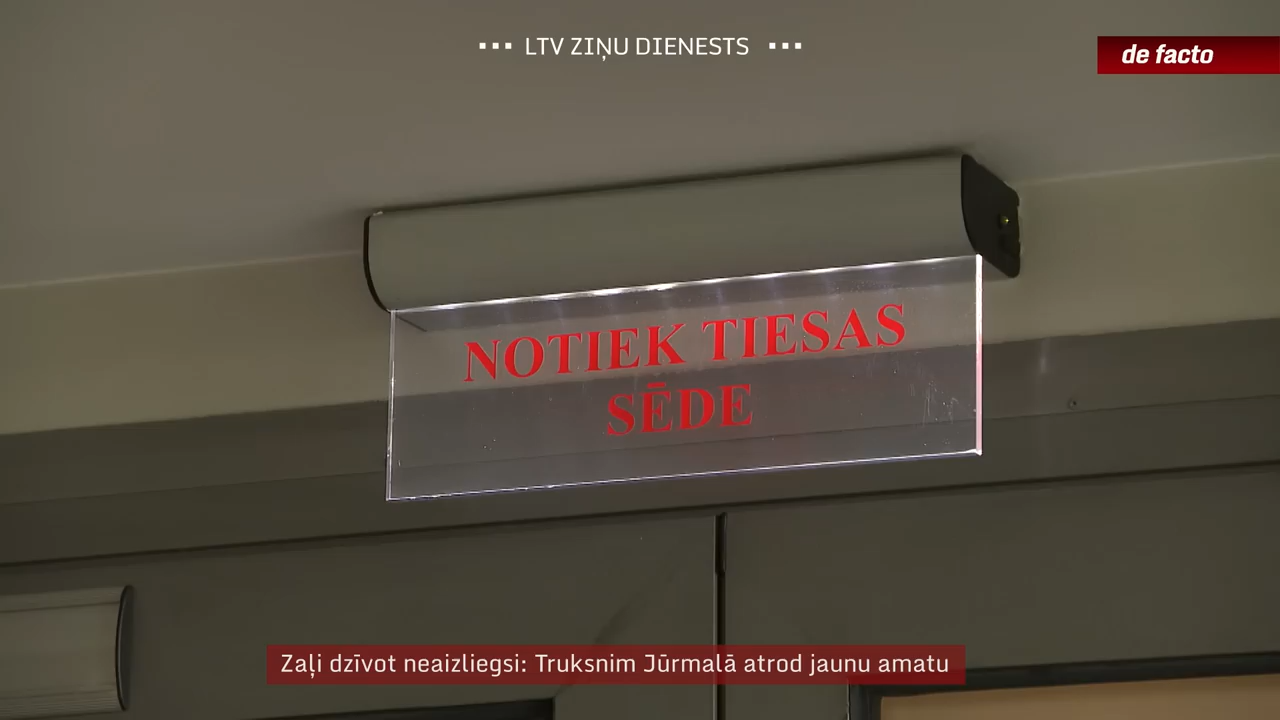 LTV ZIŅU DIENESTS
de facto
NOTIEK TIESAS
SĒDE
Zaļi dzīvot neaizliegsi: Truksnim Jūrmalā atrod jaunu amatu